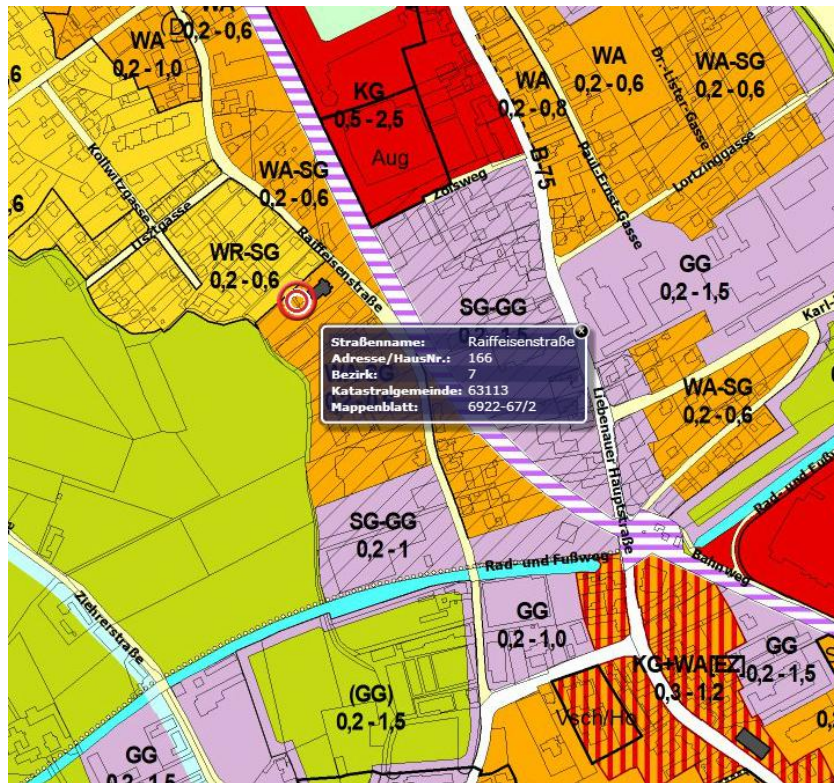 WA
0,2 - 1,0
D
WA
0,2 - 0,6
KG
0,5 - 2,5
Aug
WA
0,2 - 0,8
WA
0,2 - 0,6
Dr.-Lister-Gasse
WA-SG
0,2 - 0,6
Kollwitzgasse
Lisztgasse
WA-SG
0,2 - 0,6
Zoisweg
B-75
Paul-Ernst-Gasse
Lortzinggasse
WR-SG
0,2 - 0,6
Raiffeisenstraße
GG
0,2 - 1,5
SG-GG
Karl
Straßenname: Raiffeisenstraße
Adresse/HausNr.: 166
Bezirk: 7
Katastralgemeinde: 63113
Mappenblatt: 6922-67/2
WA-SG
0,2 - 0,6
Liebenauer Hauptstraße
SG-GG
0,2 - 1
Rad- und Fußweg
Rad- und Fußw
Bahnweg
Ziehrerstraße
GG
0,2 - 1,0
KG+WA[EZ]
0,3 - 1,2
GG
0,2 - 1,5
(GG)
0,2 - 1,5
Vsch/Ho
GG
0,2 - 1,5